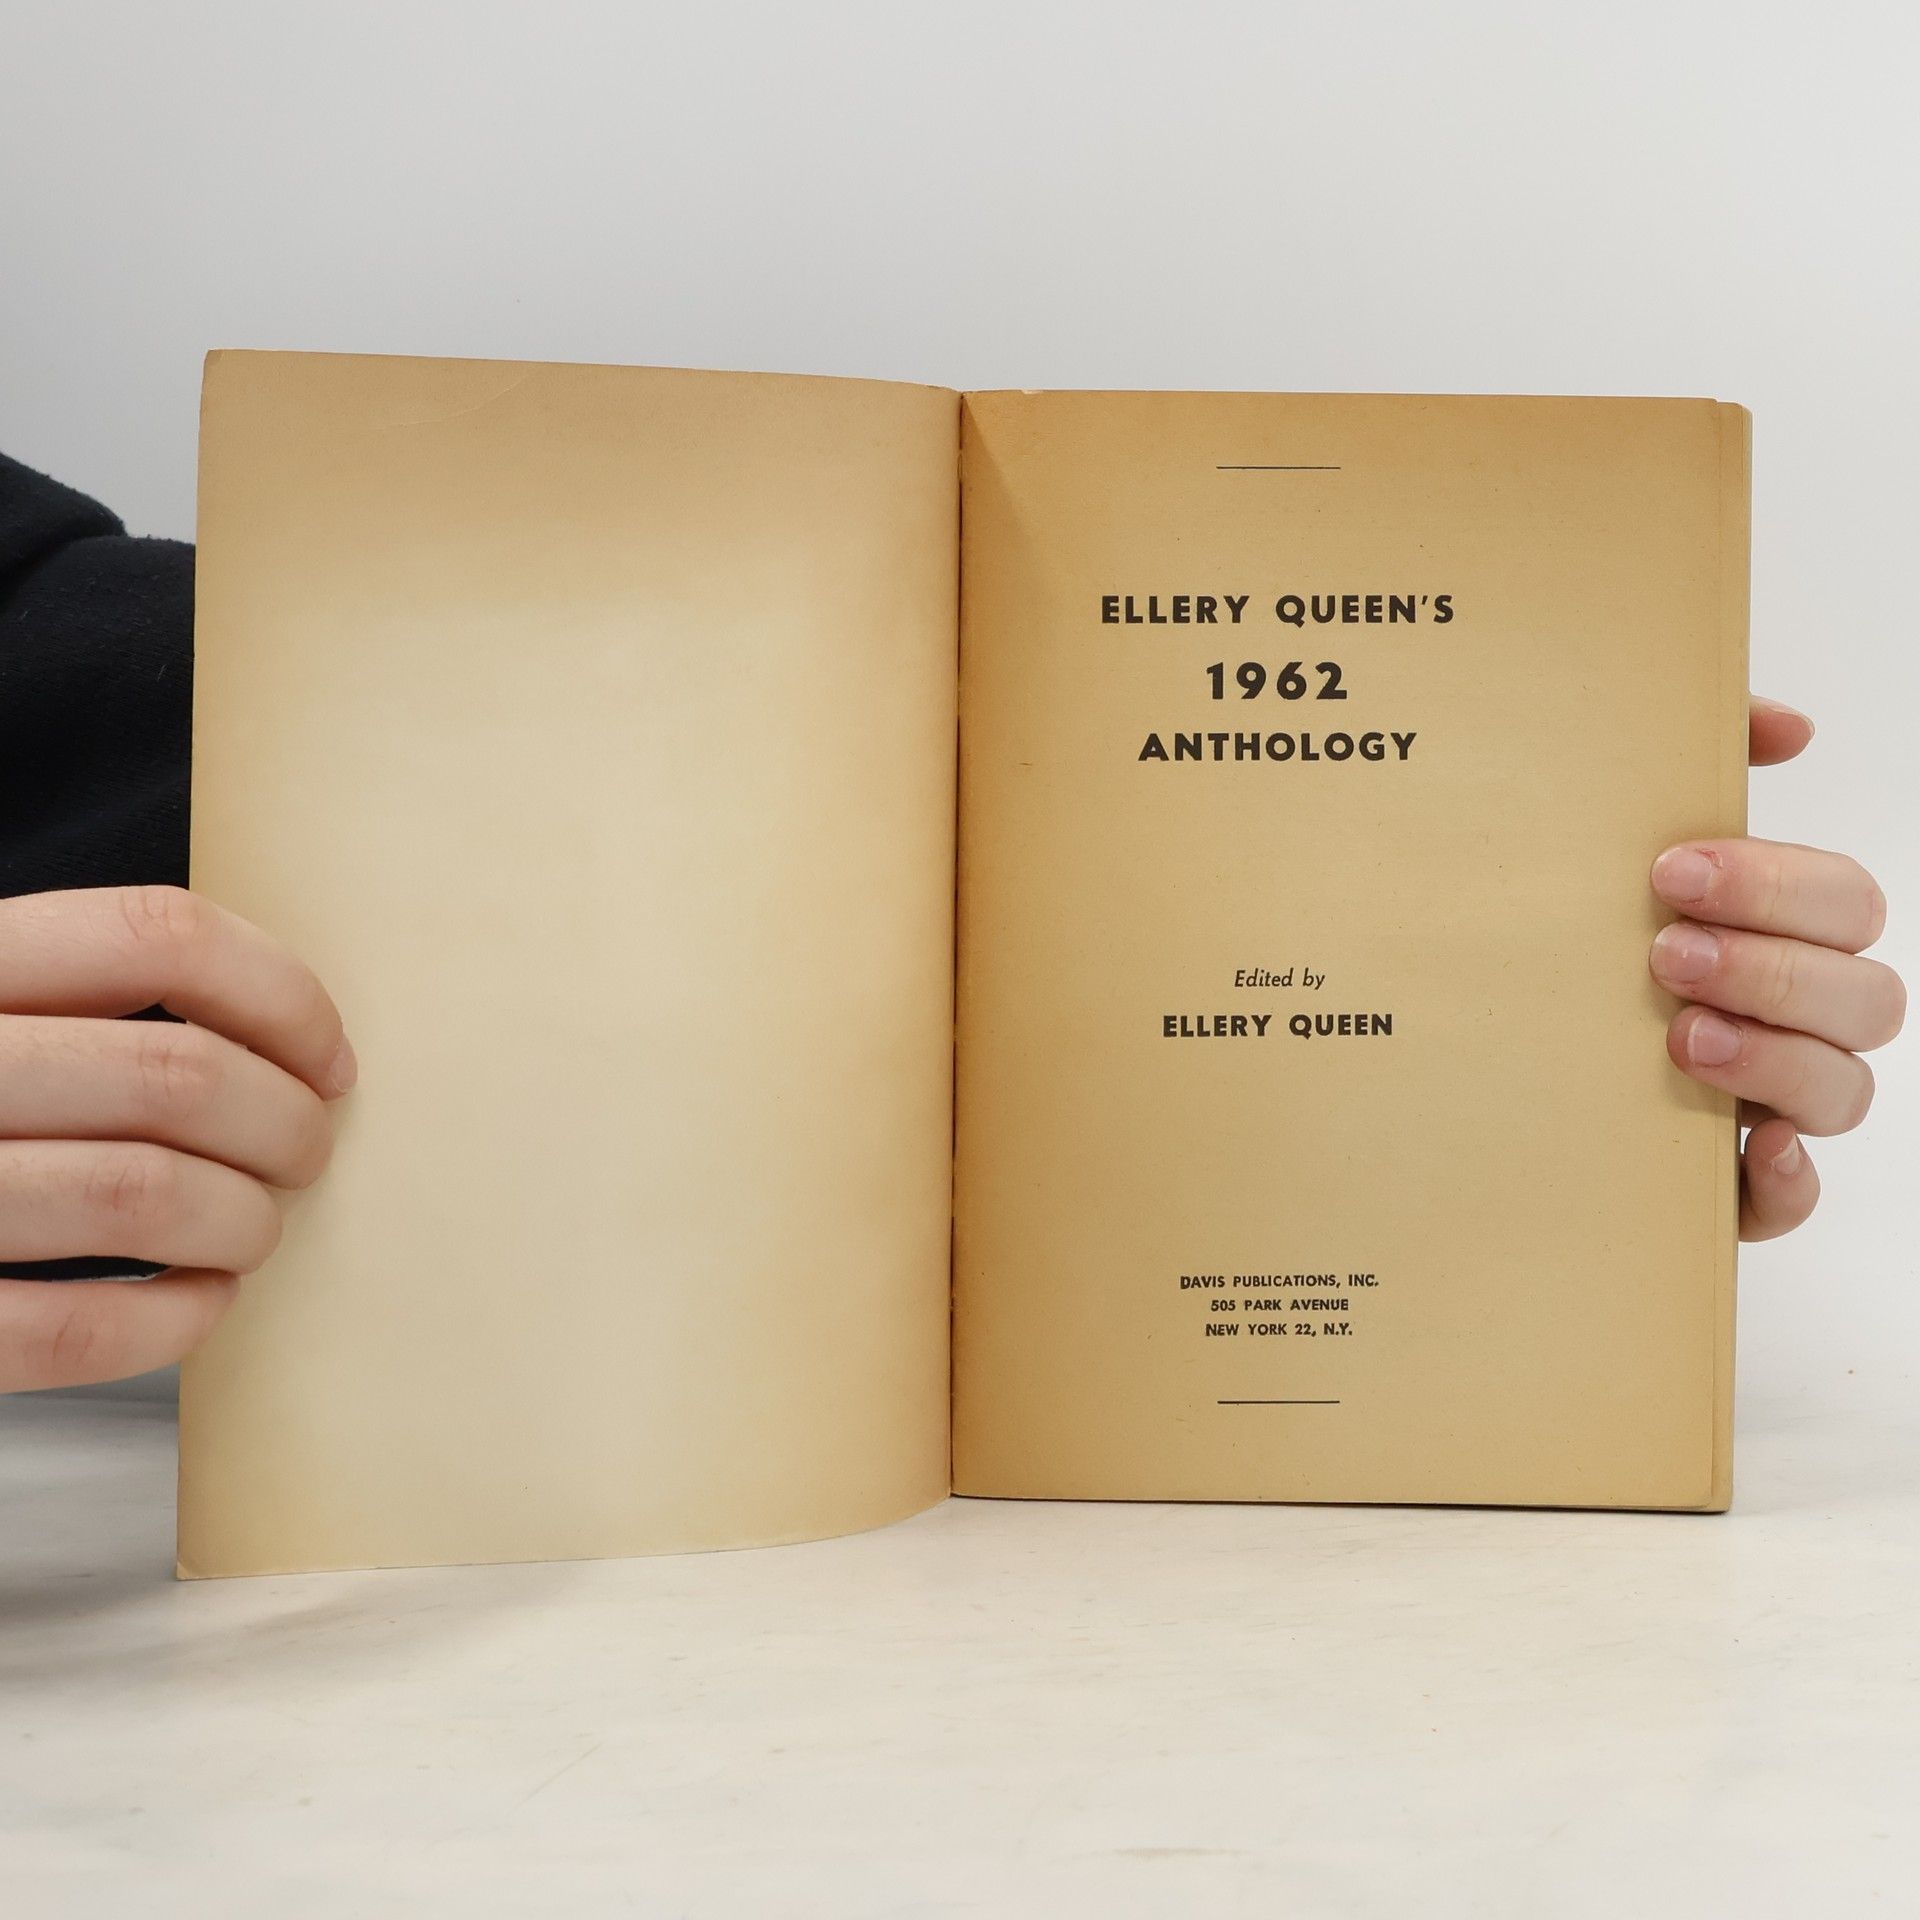 ELLERY QUEEN'S
1962
ANTHOLOGY
Edited by
ELLERY QUEEN
DAVIS PUBLICATIONS, INC.
505 PARK AVENUE
NEW YORK 22, N.Y.